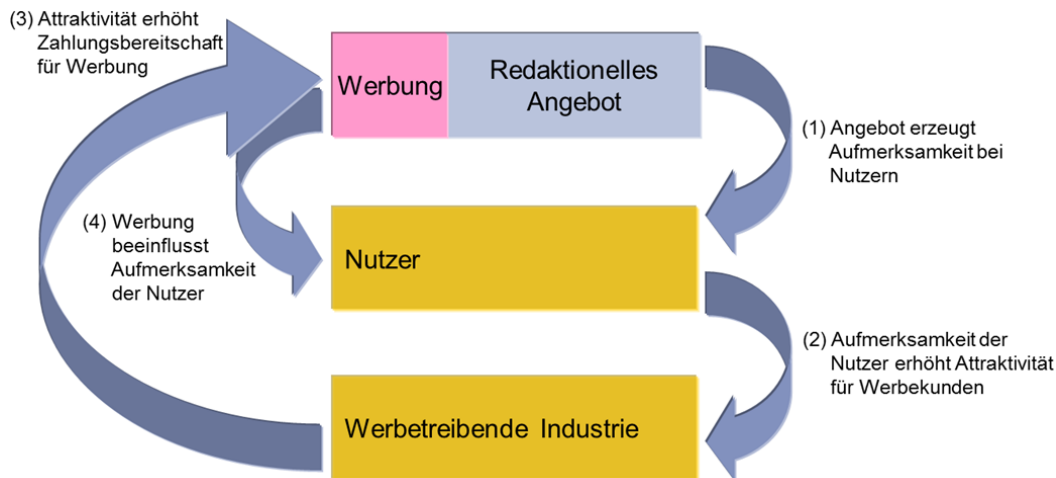 (3) Attraktivität erhöht
Zahlungsbereitschaft
für Werbung
Werbung
Redaktionelles
Angebot
(1) Angebot erzeugt
Aufmerksamkeit bei
Nutzern
(4) Werbung
beeinflusst
Aufmerksamkeit
der Nutzer
Nutzer
(2) Aufmerksamkeit der
Nutzer erhöht Attraktivität
für Werbekunden
Werbetreibende Industrie